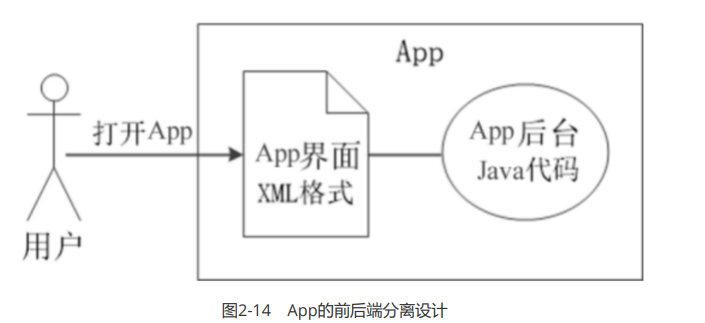 App
打开App
App界面
XML格式
App后台
Java代码
用户
图2-14 App的前后端分离设计